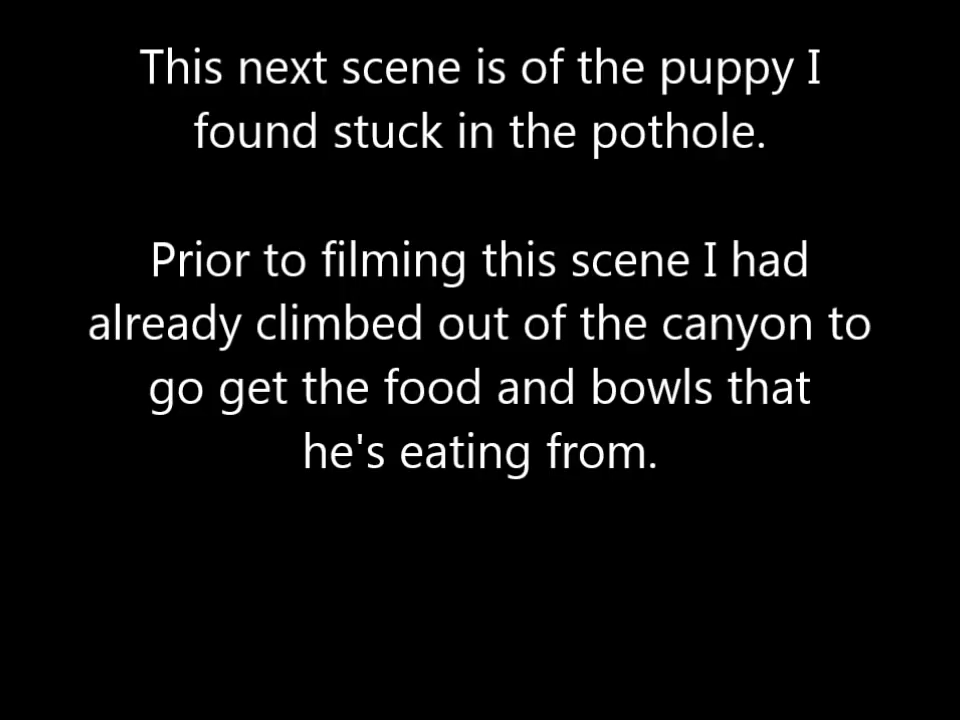 This next scene is of the puppy I
found stuck in the pothole.
Prior to filming this scene I had
already climbed out of the canyon to
go get the food and bowls that
he's eating from.